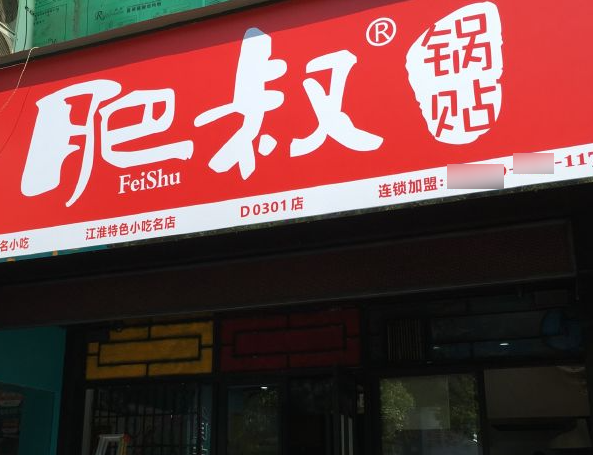 肥叔®
FeiShu
锅贴
名小吃
江淮特色小吃名店
D0301店
连锁加盟:
-117